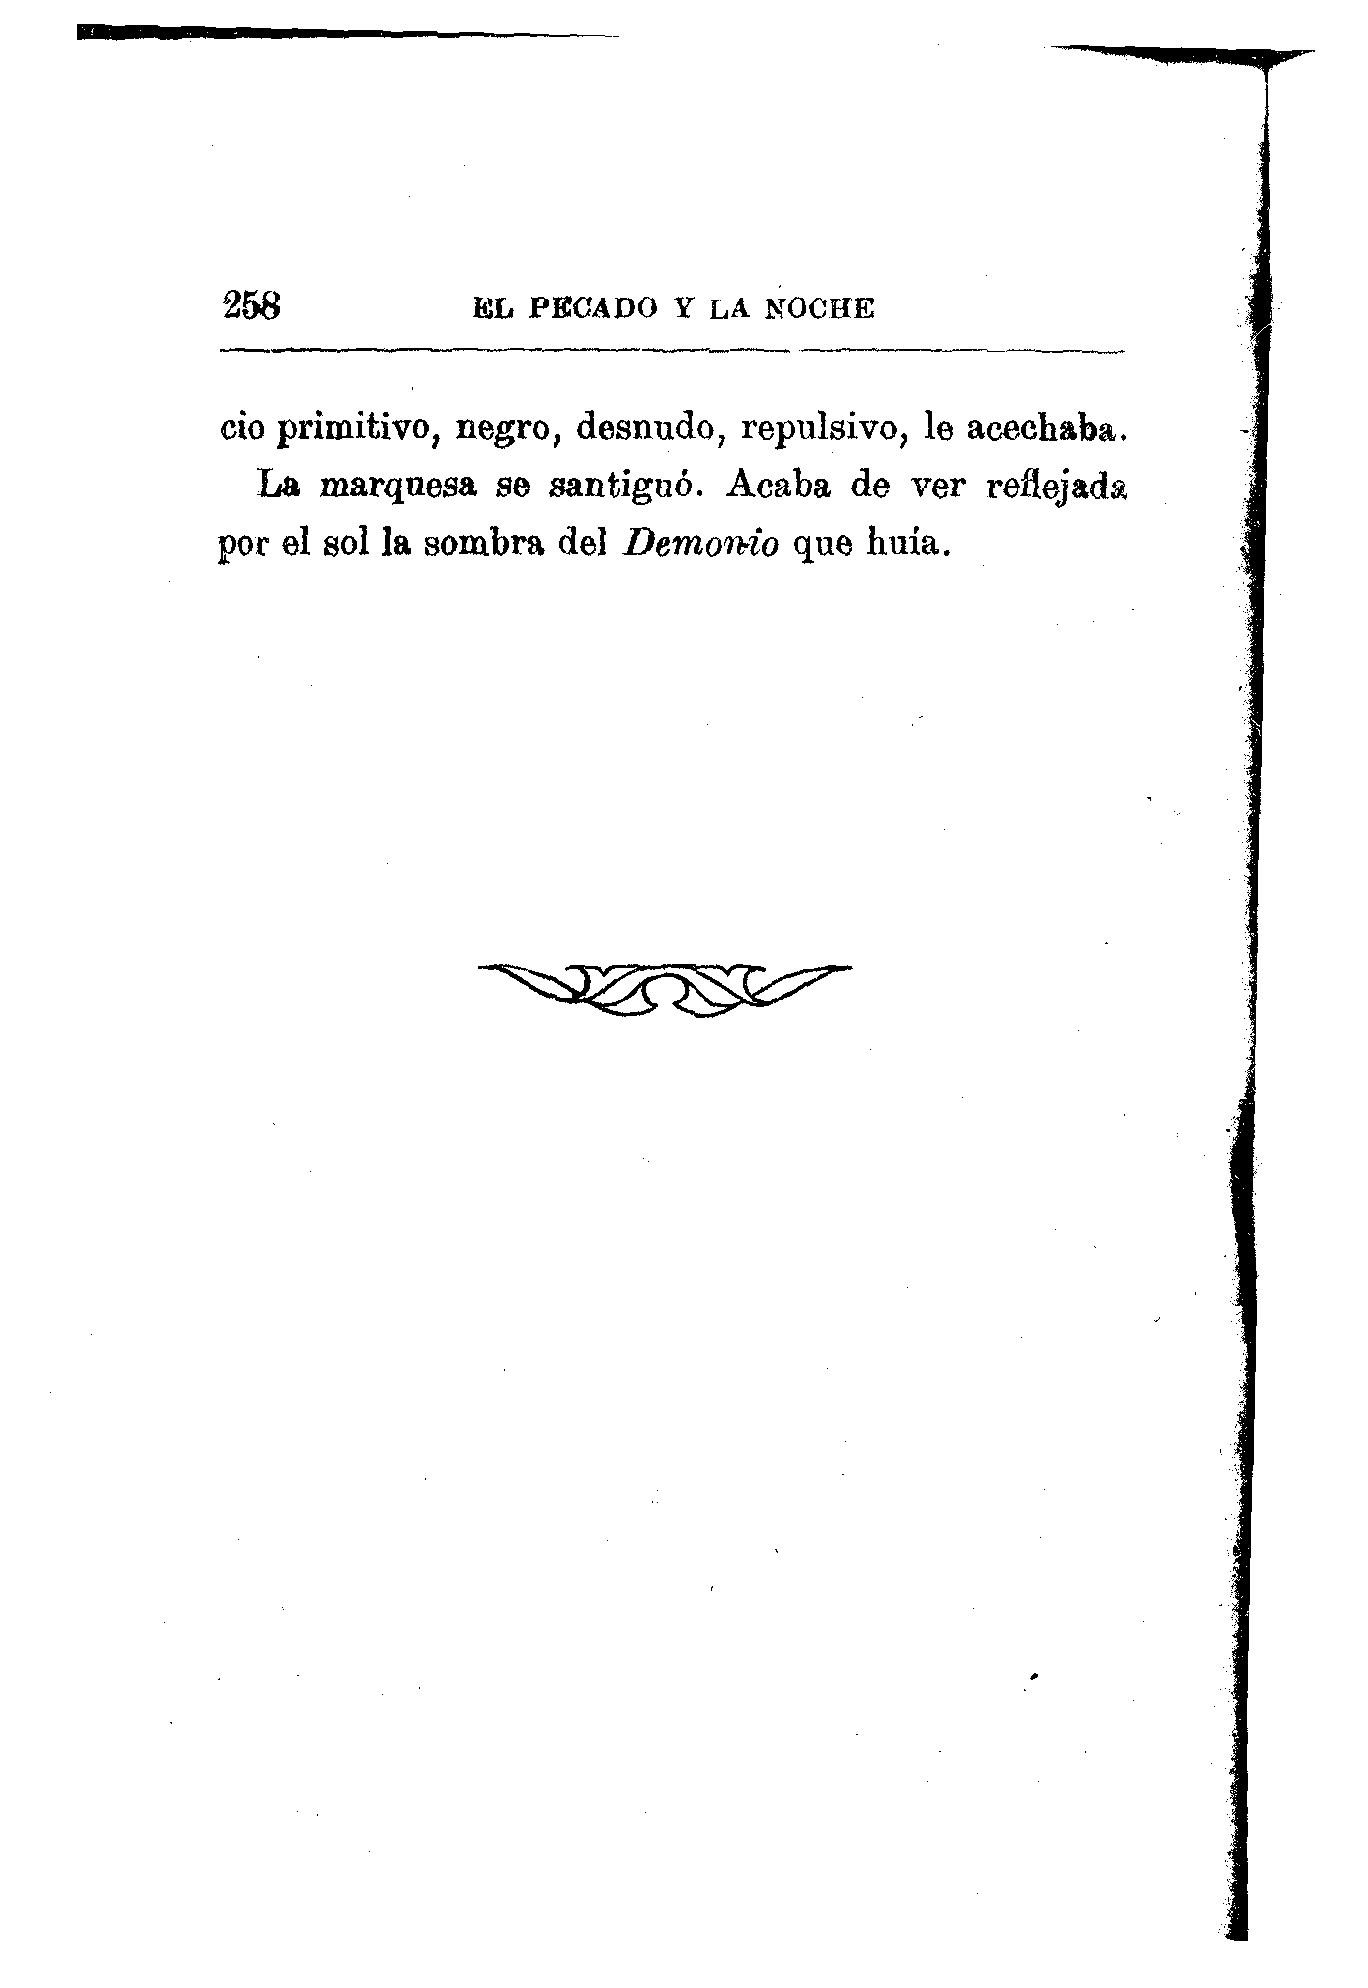 258 EL PECADO Y LA NOCHE
cio primitivo, negro, desnudo, repulsivo, le acechaba.
La marquesa se santiguó. Acaba de ver reflejada
por el sol la sombra del Demonio que huía.